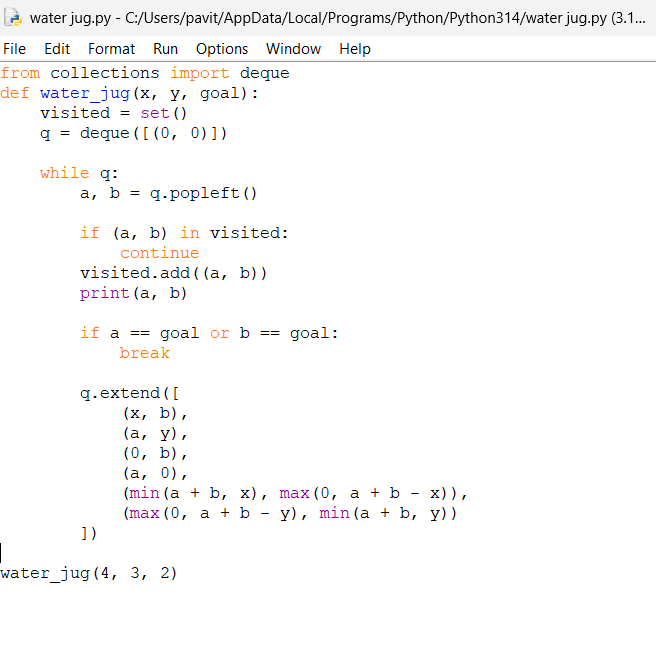 water jug.py - C:/Users/pavit/AppData/Local/Programs/Python/Python314/water jug.py (3.1...
File Edit Format Run Options Window Help
from collections import deque
def water_jug(x, y, goal):
    visited = set()
    q = deque([(0, 0)])

    while q:
        a, b = q.popleft()

        if (a, b) in visited:
            continue
        visited.add((a, b))
        print(a, b)

        if a == goal or b == goal:
            break

        q.extend([
            (x, b),
            (a, y),
            (0, b),
            (a, 0),
            (min(a + b, x), max(0, a + b - x)),
            (max(0, a + b - y), min(a + b, y))
        ])

water_jug(4, 3, 2)